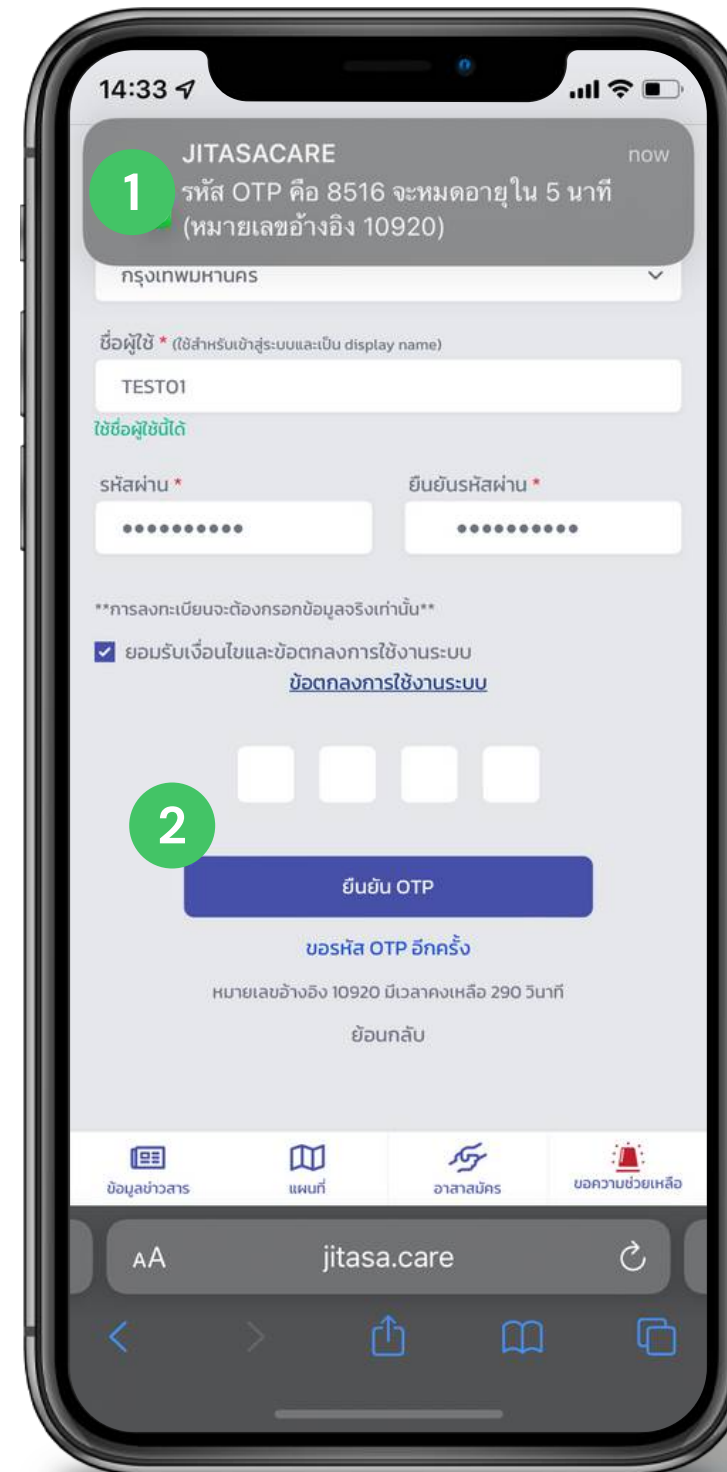 14:33
JITASACARE
now
1
รหัส OTP คือ 8516 จะหมดอายุใน 5 นาที
(หมายเลขอ้างอิง 10920)
กรุงเทพมหานคร
ชื่อผู้ใช้ * (ใช้สำหรับเข้าสู่ระบบและเป็น display name)
TEST01
ใช้ชื่อผู้ใช้นี้ได้
รหัสผ่าน * ยืนยันรหัสผ่าน *
**การลงทะเบียนจะต้องกรอกข้อมูลจริงเท่านั้น**
ยอมรับเงื่อนไขและข้อตกลงการใช้งานระบบ
ข้อตกลงการใช้งานระบบ
2
ยืนยัน OTP
ขอรหัส OTP อีกครั้ง
หมายเลขอ้างอิง 10920 มีเวลาคงเหลือ 290 วินาที
ย้อนกลับ
ข้อมูลข่าวสาร แผนที่ อาสาสมัคร ขอความช่วยเหลือ
AA jitasa.care